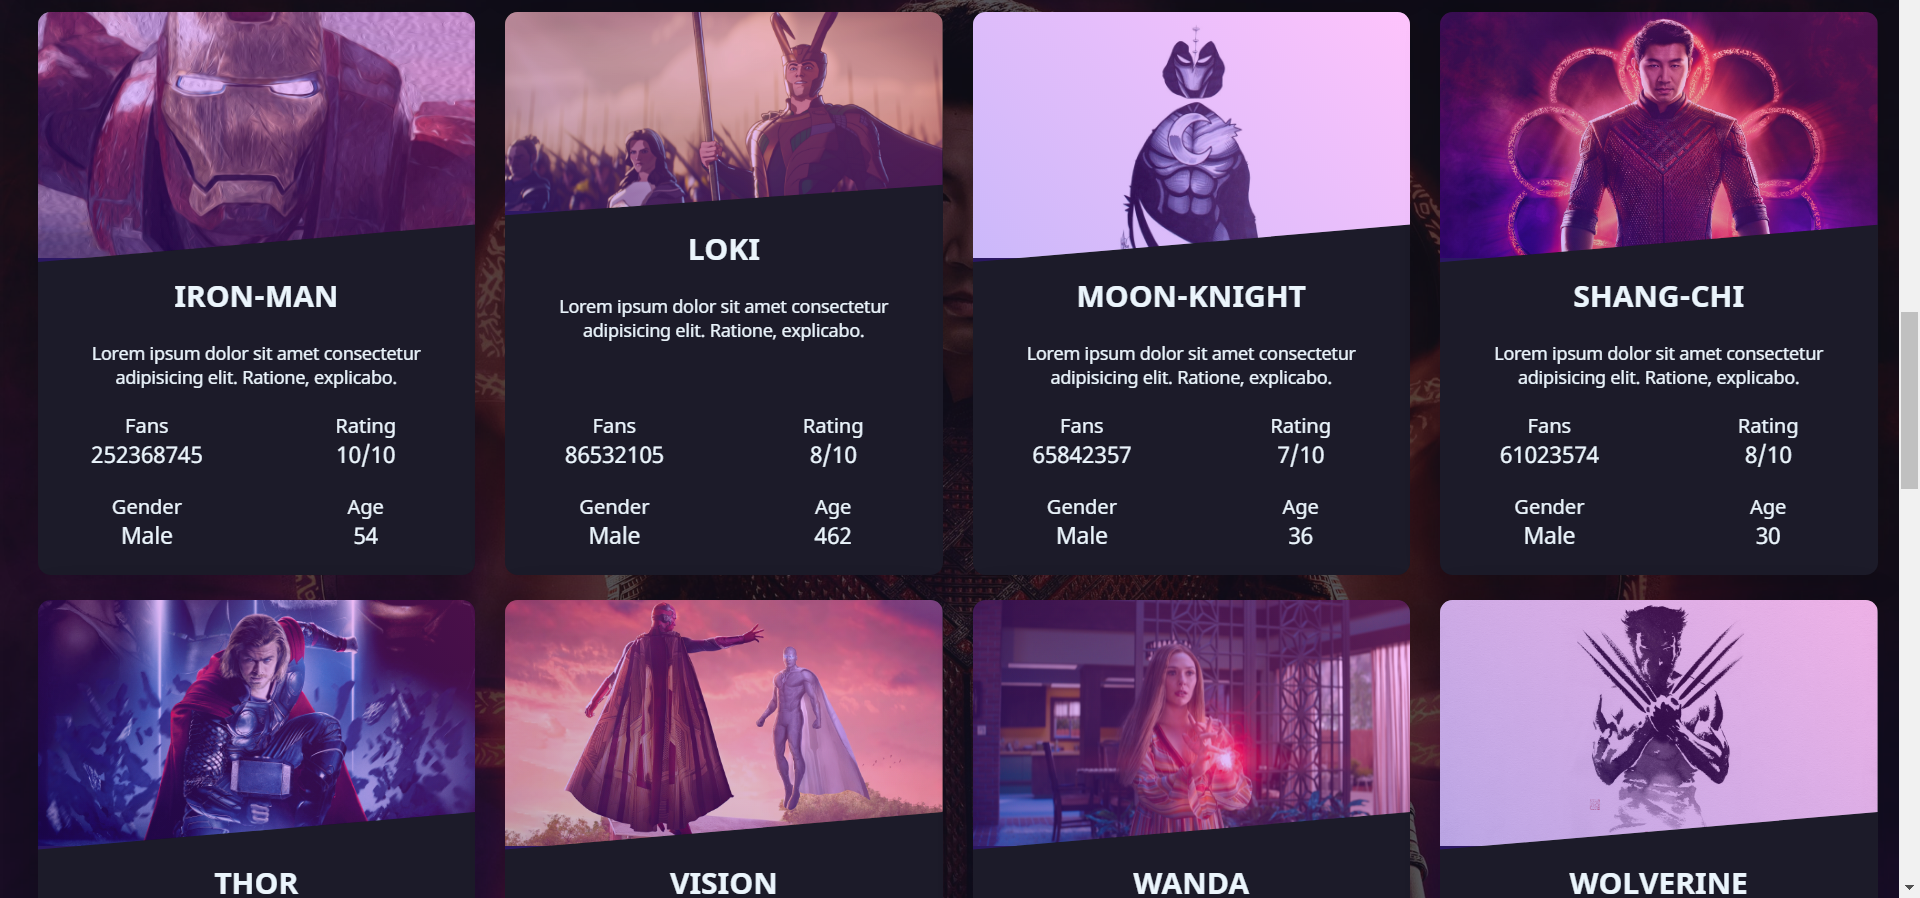 IRON-MAN
Lorem ipsum dolor sit amet consectetur
adipisicing elit. Ratione, explicabo.
Fans
Rating
252368745
10/10
Gender
Age
Male
54
LOKI
Lorem ipsum dolor sit amet consectetur
adipisicing elit. Ratione, explicabo.
Fans
Rating
86532105
8/10
Gender
Age
Male
462
MOON-KNIGHT
Lorem ipsum dolor sit amet consectetur
adipisicing elit. Ratione, explicabo.
Fans
Rating
65842357
7/10
Gender
Age
Male
36
SHANG-CHI
Lorem ipsum dolor sit amet consectetur
adipisicing elit. Ratione, explicabo.
Fans
Rating
61023574
8/10
Gender
Age
Male
30
THOR
VISION
WANDA
WOLVERINE